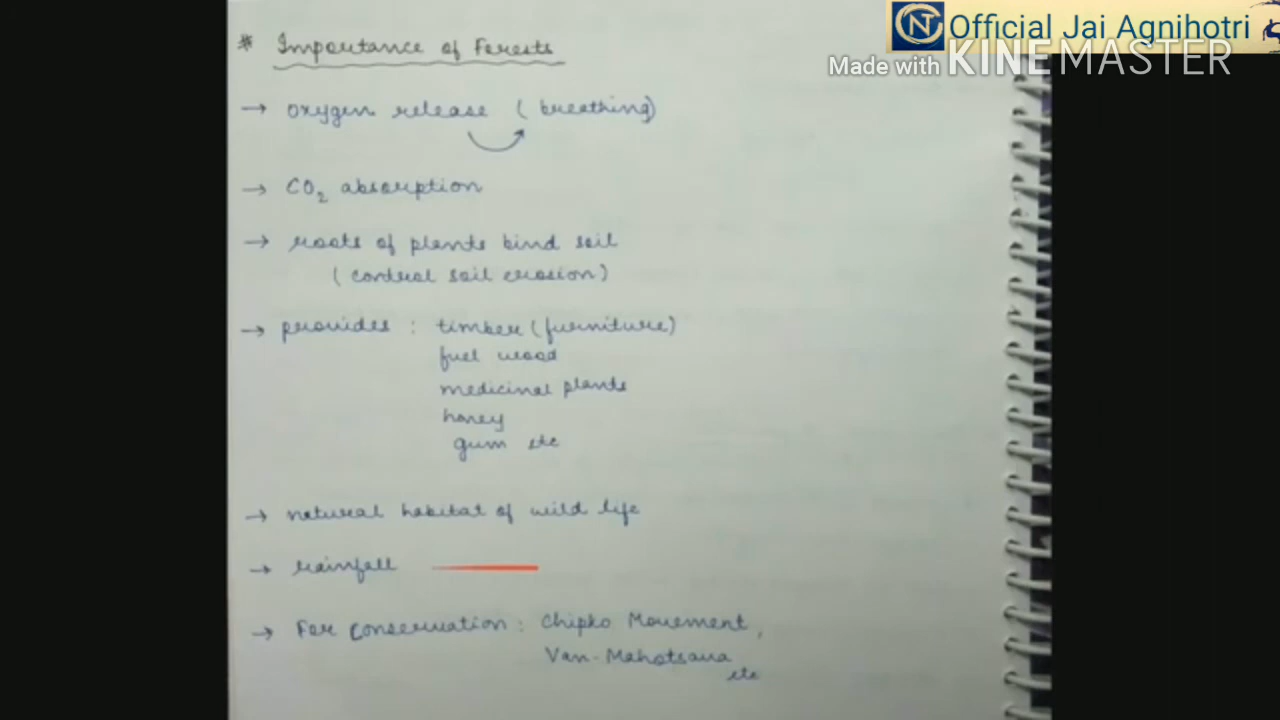 Official Jai Agnihotri
Made with KINEMASTER
* Importance of Forests
→ oxygen release (breathing)
→ CO₂ absorption
→ roots of plants bind soil
(control soil erosion)
→ provides : timber (furniture)
fuel wood
medicinal plants
honey
gum etc
→ natural habitat of wild life
→ rainfall
→ For Conservation : Chipko Movement,
Van-Mahotsava
etc